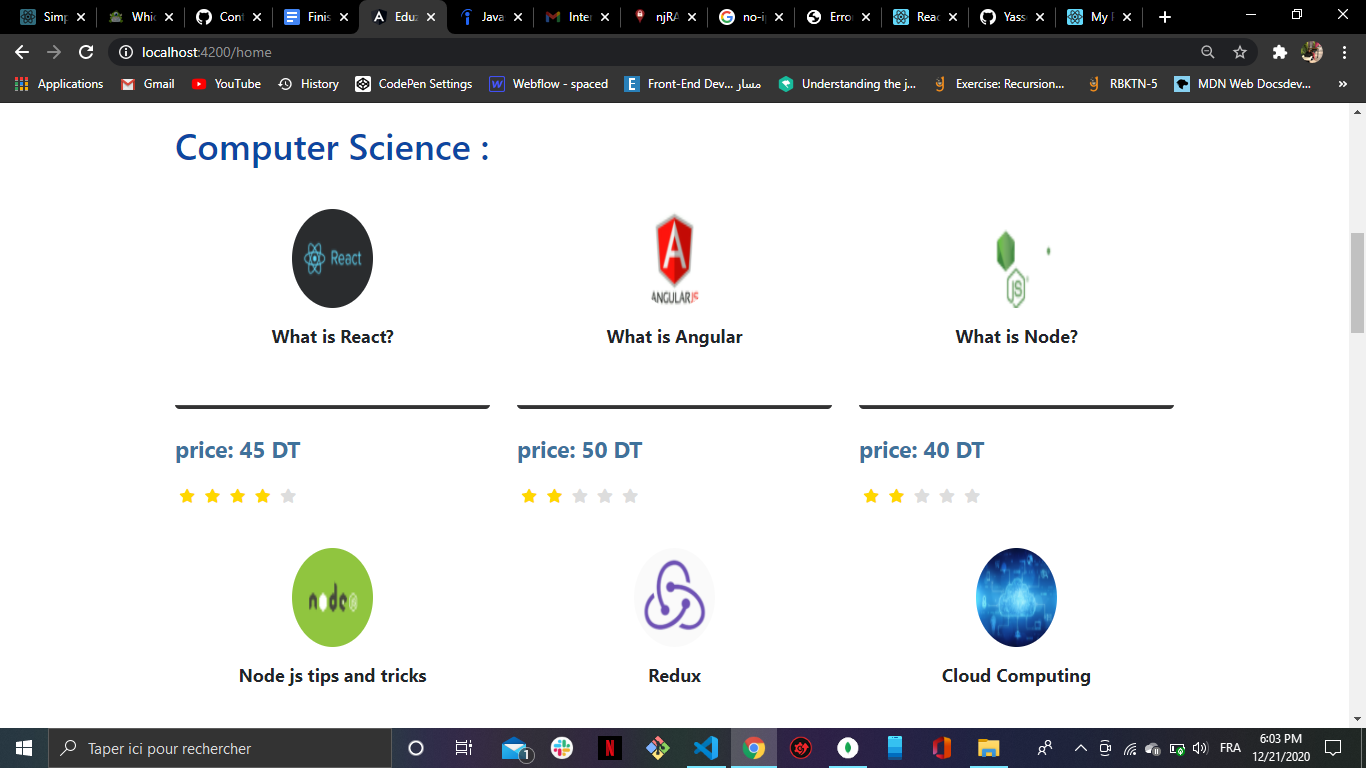 Simp
Whic
Cont
Finis
Edu
Java
Inter
njRA
no-i
Erro
Reac
Yass
My
localhost:4200/home
Applications
Gmail
YouTube
History
CodePen Settings
Webflow - spaced
Front-End Dev... مسار
Understanding the j...
Exercise: Recursion...
RBKTN-5
MDN Web Docsdev...
Computer Science :
React
ANGULARJS
JS
What is React?
What is Angular
What is Node?
price: 45 DT
price: 50 DT
price: 40 DT
node
Node js tips and tricks
Redux
Cloud Computing
Taper ici pour rechercher
1
FRA
6:03 PM
12/21/2020